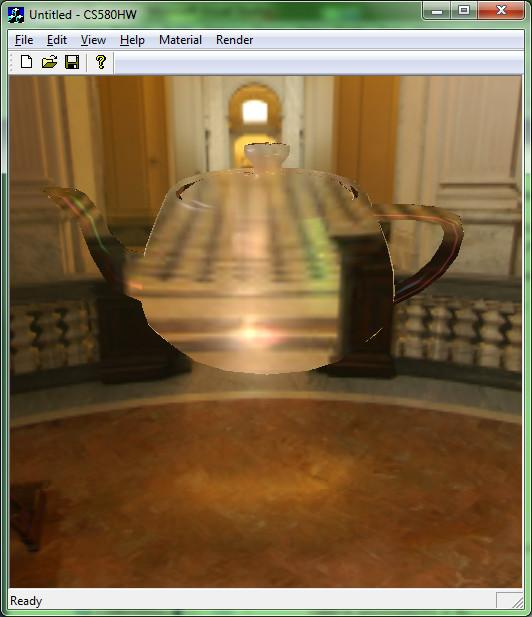 Untitled - CS580HW
File Edit View Help Material Render
Ready